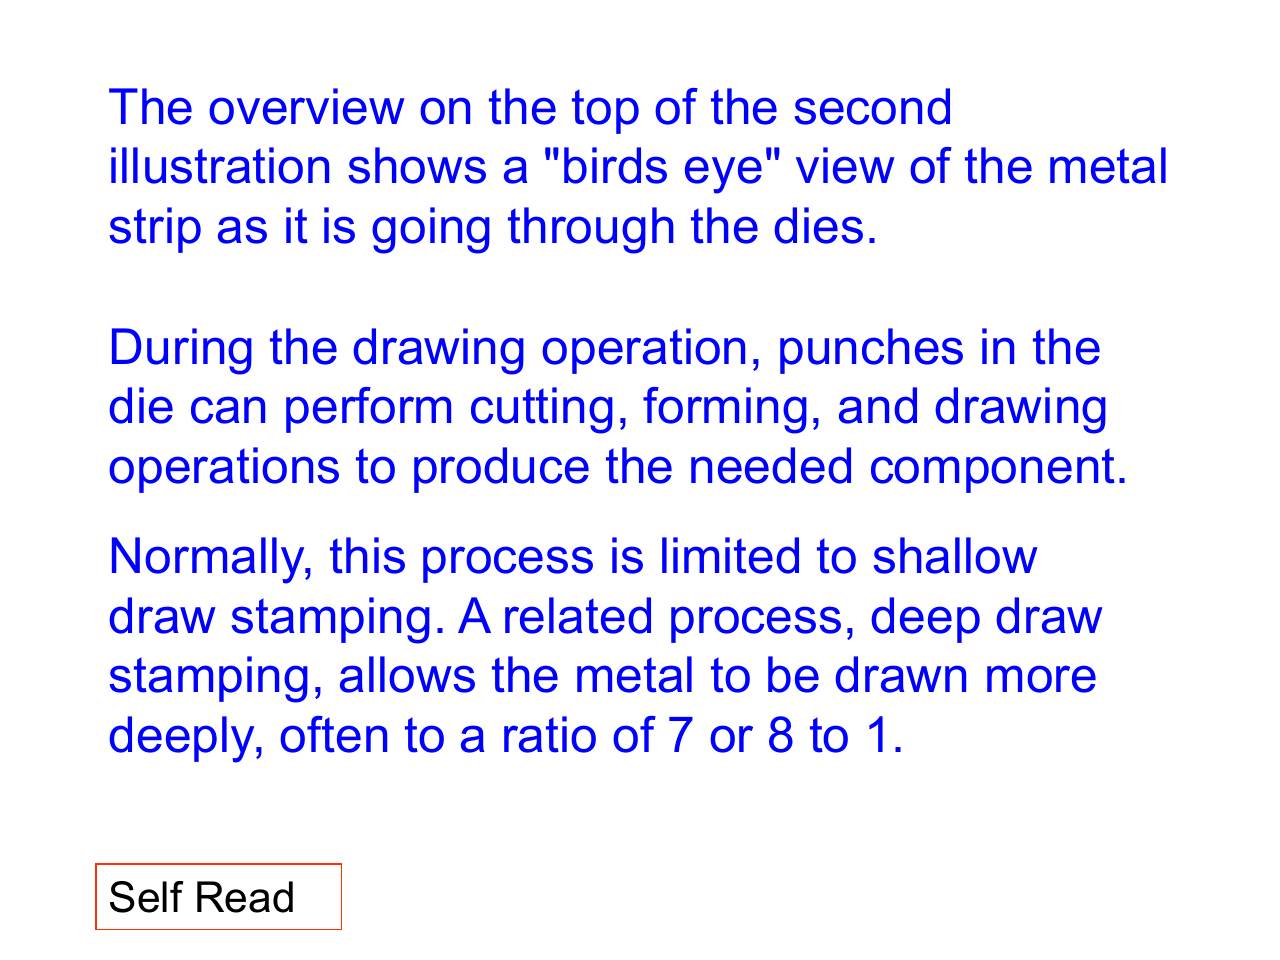 The overview on the top of the second
illustration shows a "birds eye" view of the metal
strip as it is going through the dies.
During the drawing operation, punches in the
die can perform cutting, forming, and drawing
operations to produce the needed component.
Normally, this process is limited to shallow
draw stamping. A related process, deep draw
stamping, allows the metal to be drawn more
deeply, often to a ratio of 7 or 8 to 1.
Self Read